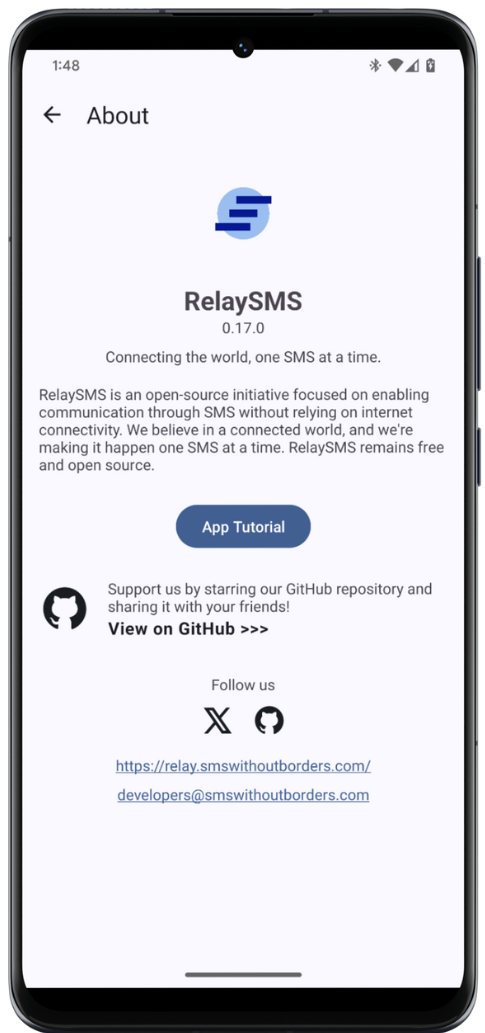 1:48
About
RelaySMS
0.17.0
Connecting the world, one SMS at a time.
RelaySMS is an open-source initiative focused on enabling
communication through SMS without relying on internet
connectivity. We believe in a connected world, and we're
making it happen one SMS at a time. RelaySMS remains free
and open source.
App Tutorial
Support us by starring our GitHub repository and
sharing it with your friends!
View on GitHub >>>
Follow us
https://relay.smswithoutborders.com/
developers@smswithoutborders.com